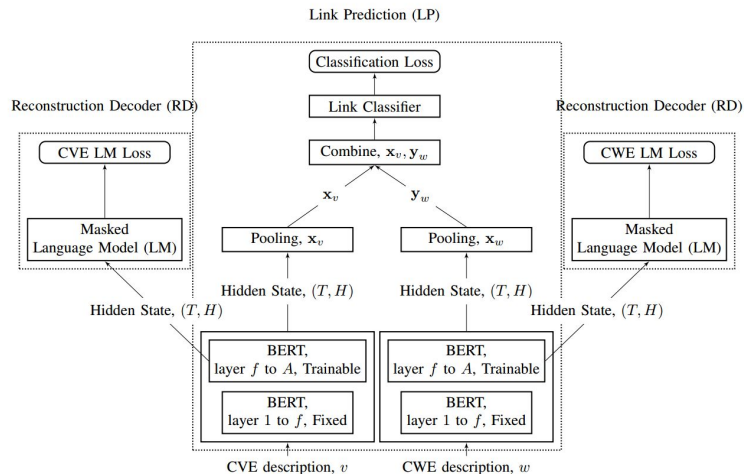 Link Prediction (LP)
Classification Loss
Reconstruction Decoder (RD)
Link Classifier
Reconstruction Decoder (RD)
CVE LM Loss
Combine, x_v, y_w
CWE LM Loss
x_v
y_w
Masked
Language Model (LM)
Pooling, x_v
Pooling, x_w
Masked
Language Model (LM)
Hidden State, (T, H)
Hidden State, (T, H)
Hidden State, (T, H)
Hidden State, (T, H)
BERT,
layer f to A, Trainable
BERT,
layer f to A, Trainable
BERT,
layer 1 to f, Fixed
BERT,
layer 1 to f, Fixed
CVE description, v
CWE description, w